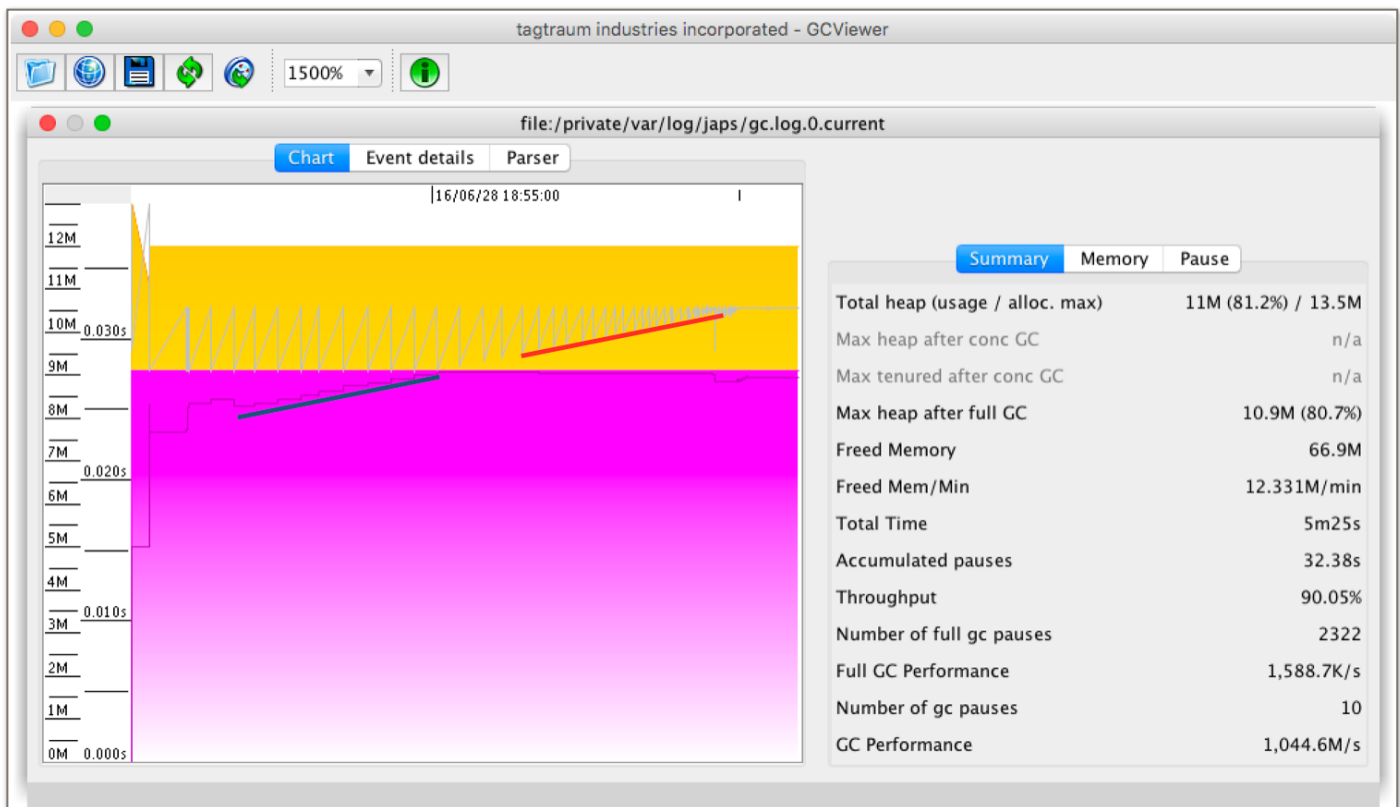 tagtraum industries incorporated - GCViewer
1500%
file:/private/var/log/japs/gc.log.0.current
Chart Event details Parser
16/06/28 18:55:00
12M
11M
10M 0.030s
9M
8M
7M
0.020s
6M
5M
4M
0.010s
3M
2M
1M
0M 0.000s
Summary Memory Pause
Total heap (usage / alloc. max) 11M (81.2%) / 13.5M
Max heap after conc GC n/a
Max tenured after conc GC n/a
Max heap after full GC 10.9M (80.7%)
Freed Memory 66.9M
Freed Mem/Min 12.331M/min
Total Time 5m25s
Accumulated pauses 32.38s
Throughput 90.05%
Number of full gc pauses 2322
Full GC Performance 1,588.7K/s
Number of gc pauses 10
GC Performance 1,044.6M/s